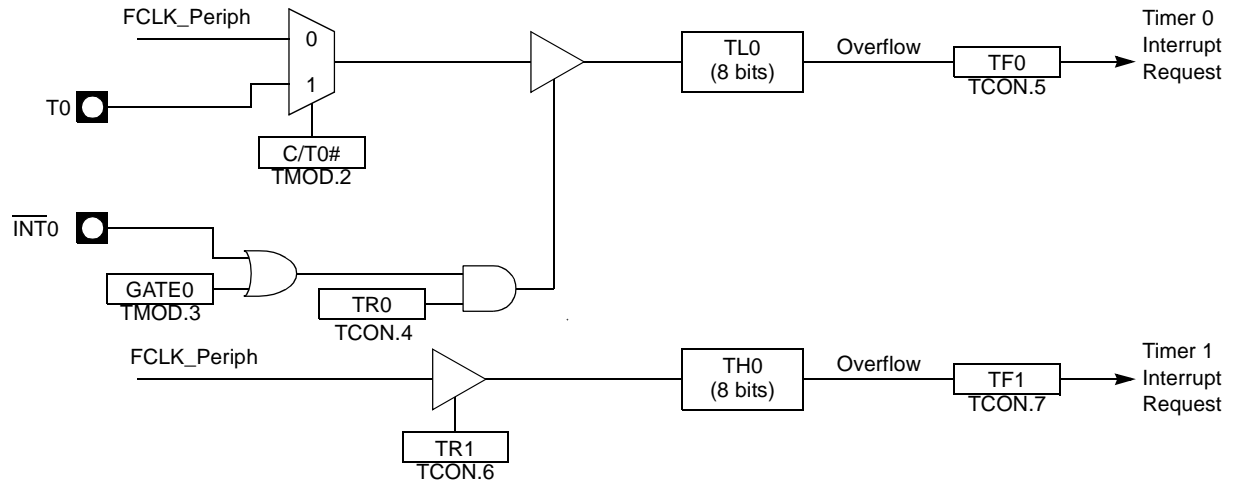 FCLK_Periph
0
1
T0
C/T0#
TMOD.2
TL0
(8 bits)
Overflow
TF0
TCON.5
Timer 0
Interrupt
Request
INT0
GATE0
TMOD.3
TR0
TCON.4
FCLK_Periph
TR1
TCON.6
TH0
(8 bits)
Overflow
TF1
TCON.7
Timer 1
Interrupt
Request